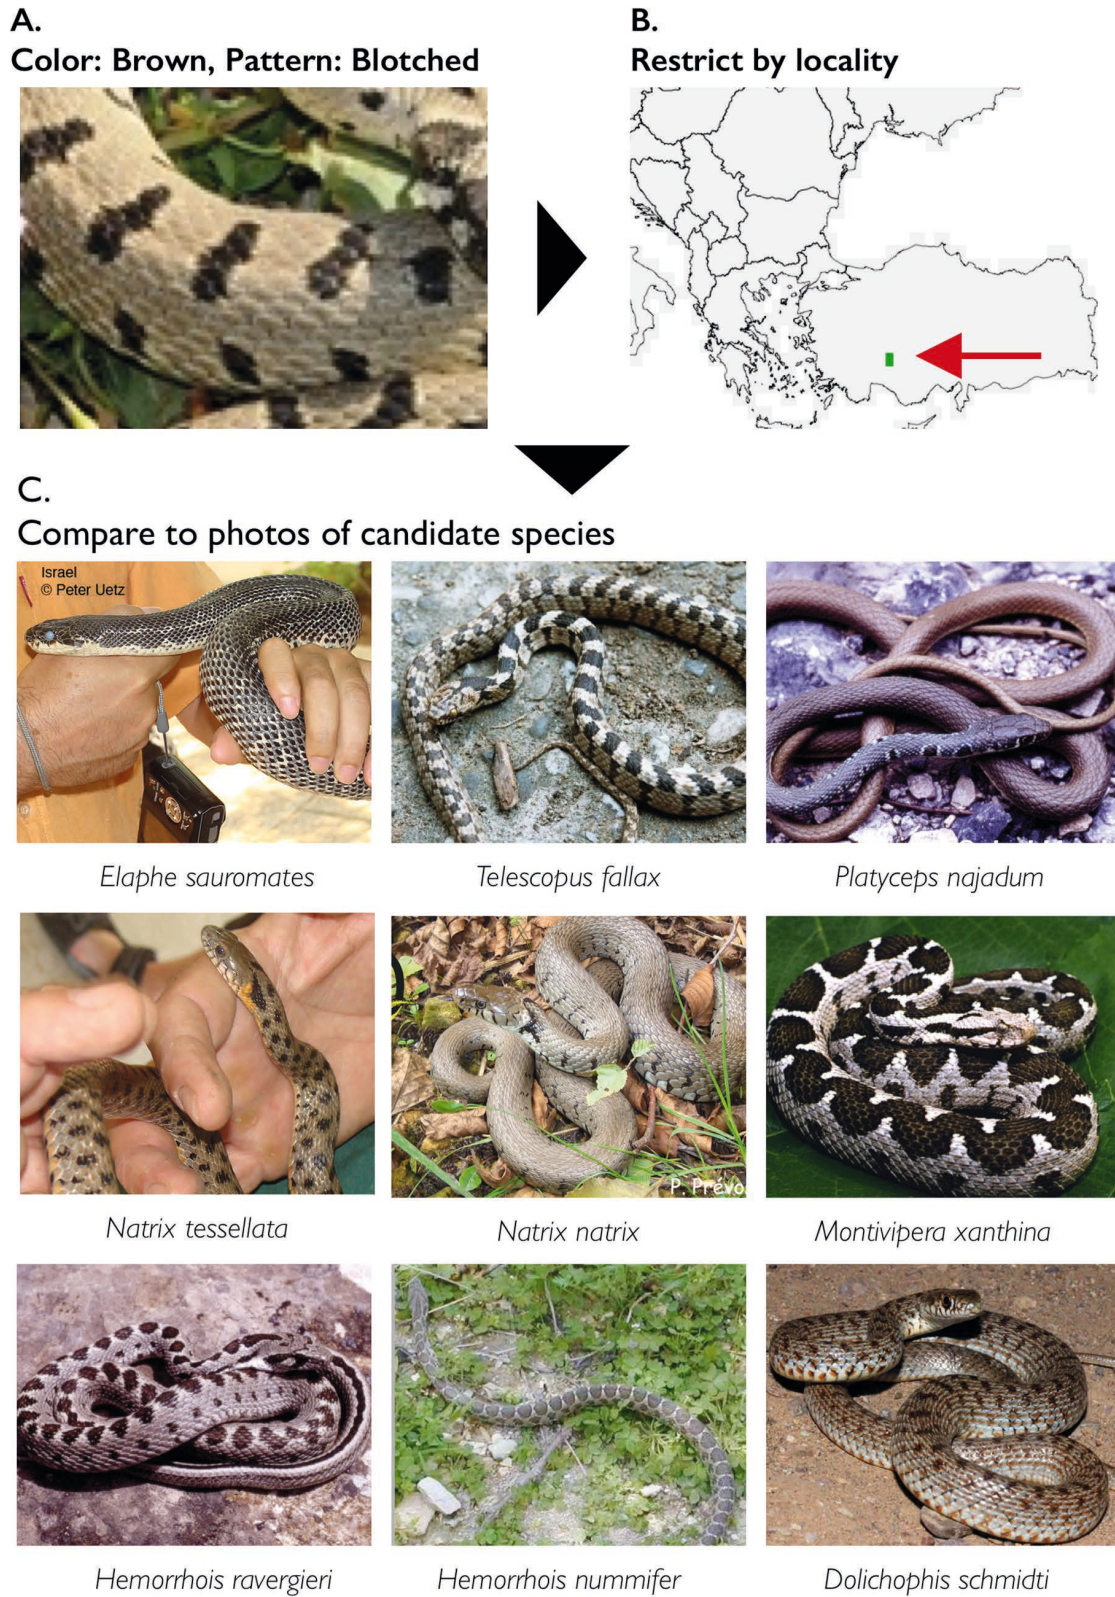 A.
Color: Brown, Pattern: Blotched
B.
Restrict by locality
C.
Compare to photos of candidate species
Israel
© Peter Uetz
Elaphe sauromates
Telescopus fallax
Platyceps najadum
P. Prévo
Natrix tessellata
Natrix natrix
Montivipera xanthina
Hemorrhois ravergieri
Hemorrhois nummifer
Dolichophis schmidti